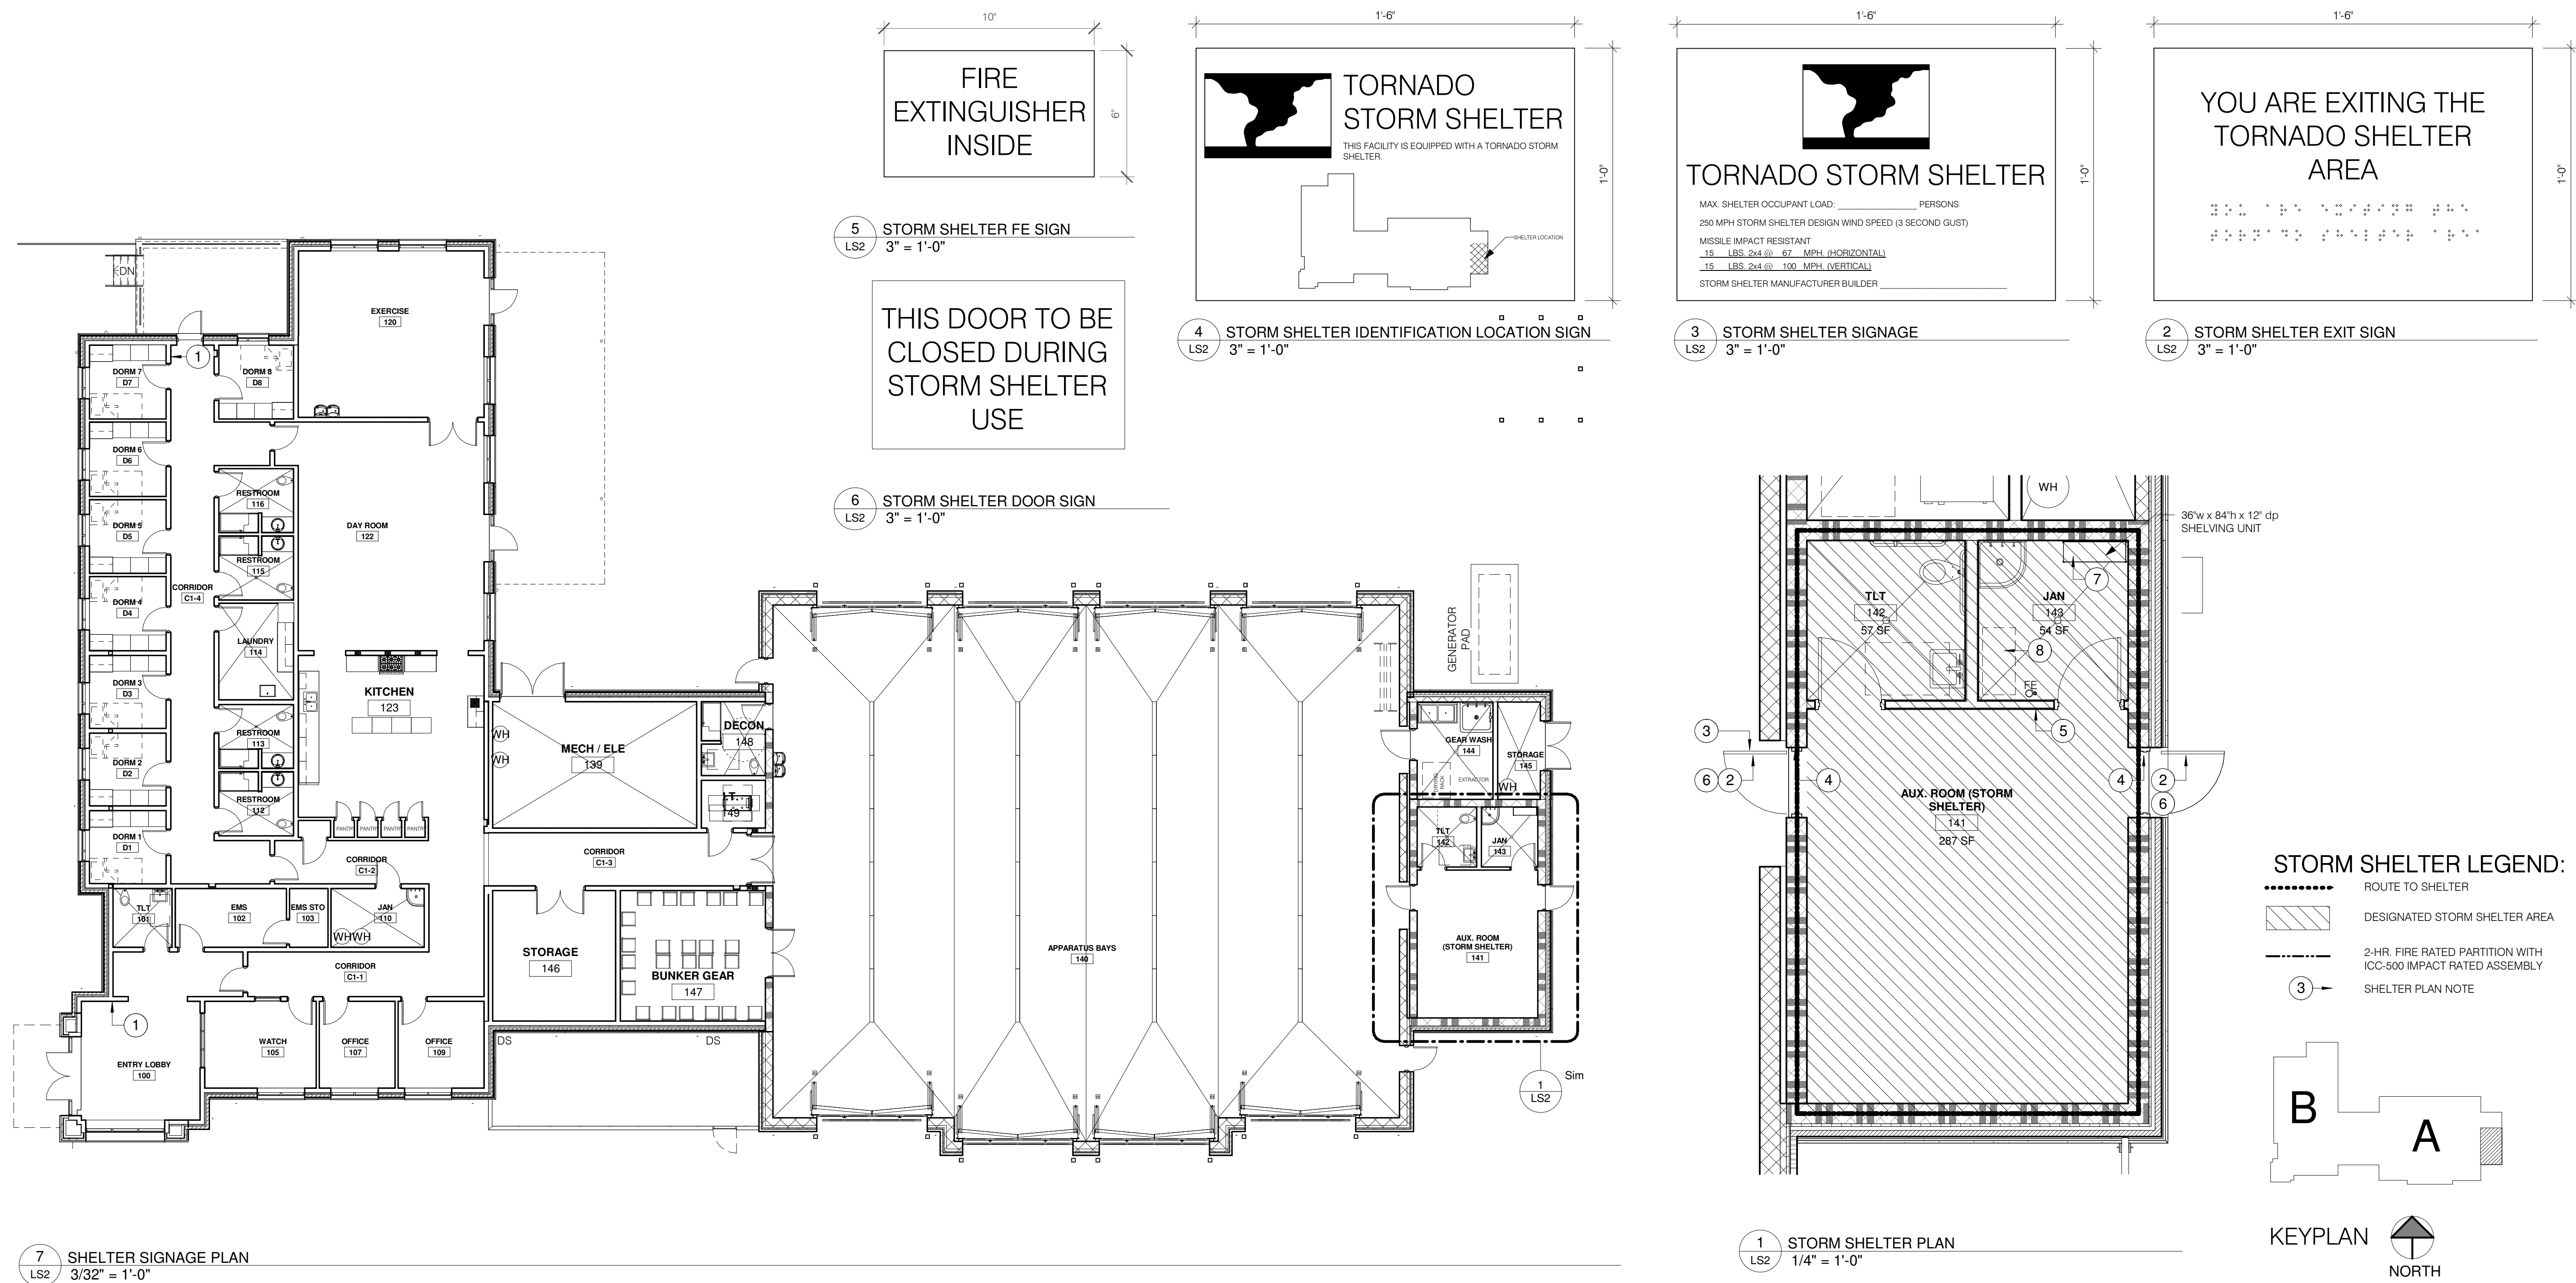 10"
FIRE
EXTINGUISHER
INSIDE
6"
5
LS2
STORM SHELTER FE SIGN
3" = 1'-0"
THIS DOOR TO BE
CLOSED DURING
STORM SHELTER
USE
6
LS2
STORM SHELTER DOOR SIGN
3" = 1'-0"
1'-6"
TORNADO
STORM SHELTER
THIS FACILITY IS EQUIPPED WITH A TORNADO STORM
SHELTER.
SHELTER LOCATION
1'-0"
4
LS2
STORM SHELTER IDENTIFICATION LOCATION SIGN
3" = 1'-0"
1'-6"
TORNADO STORM SHELTER
MAX. SHELTER OCCUPANT LOAD: __________________ PERSONS
250 MPH STORM SHELTER DESIGN WIND SPEED (3 SECOND GUST)
MISSILE IMPACT RESISTANT
15 LBS. 2x4 @ 67 MPH. (HORIZONTAL)
15 LBS. 2x4 @ 100 MPH. (VERTICAL)
STORM SHELTER MANUFACTURER BUILDER ____________________________
1'-0"
3
LS2
STORM SHELTER SIGNAGE
3" = 1'-0"
1'-6"
YOU ARE EXITING THE
TORNADO SHELTER
AREA
1'-0"
2
LS2
STORM SHELTER EXIT SIGN
3" = 1'-0"
DN
EXERCISE
120
1
DORM 7
D7
DORM 8
D8
DORM 6
D6
RESTROOM
116
DORM 5
D5
DAY ROOM
122
RESTROOM
115
CORRIDOR
C1-4
DORM 4
D4
LAUNDRY
114
DORM 3
D3
KITCHEN
123
RESTROOM
113
DORM 2
D2
RESTROOM
112
DORM 1
D1
PANTRY
PANTRY
PANTRY
PANTRY
CORRIDOR
C1-2
WH
WH
MECH / ELE
139
DECON
148
149
CORRIDOR
C1-3
TLT
101
EMS
102
EMS STO
103
JAN
110
WH
WH
STORAGE
146
BUNKER GEAR
147
CORRIDOR
C1-1
1
ENTRY LOBBY
100
WATCH
105
OFFICE
107
OFFICE
109
DS
DS
APPARATUS BAYS
140
GENERATOR
PAD
GEAR WASH
144
STORAGE
145
DRYING
RACK
EXTRACTOR
WH
TLT
142
JAN
143
AUX. ROOM
(STORM SHELTER)
141
1
LS2
Sim
7
LS2
SHELTER SIGNAGE PLAN
3/32" = 1'-0"
WH
36"w x 84"h x 12" dp
SHELVING UNIT
7
TLT
142
57 SF
JAN
143
54 SF
8
FE
5
3
6
2
4
4
2
6
AUX. ROOM (STORM
SHELTER)
141
287 SF
1
LS2
STORM SHELTER PLAN
1/4" = 1'-0"
STORM SHELTER LEGEND:
ROUTE TO SHELTER
DESIGNATED STORM SHELTER AREA
2-HR. FIRE RATED PARTITION WITH
ICC-500 IMPACT RATED ASSEMBLY
3
SHELTER PLAN NOTE
B
A
KEYPLAN
NORTH